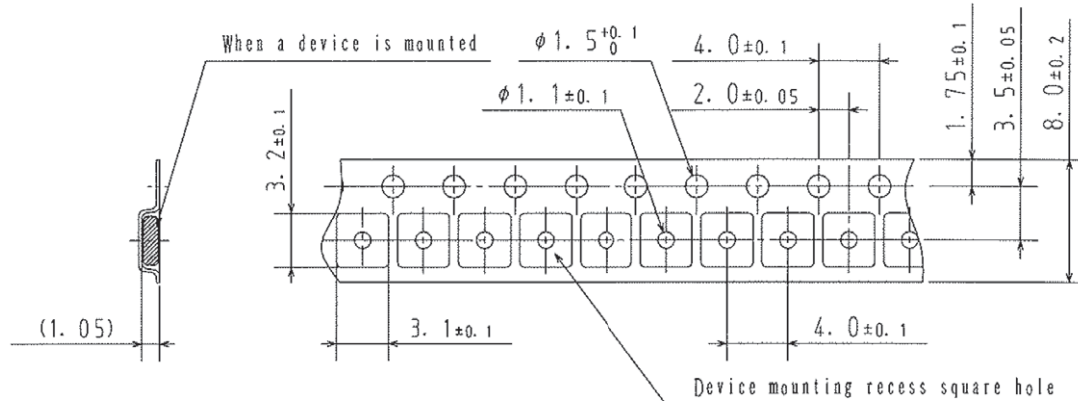 When a device is mounted
φ1.5 +0.1 0
4.0±0.1
φ1.1±0.1
2.0±0.05
1.75±0.1
3.5±0.05
8.0±0.2
3.2±0.1
(1.05)
3.1±0.1
4.0±0.1
Device mounting recess square hole